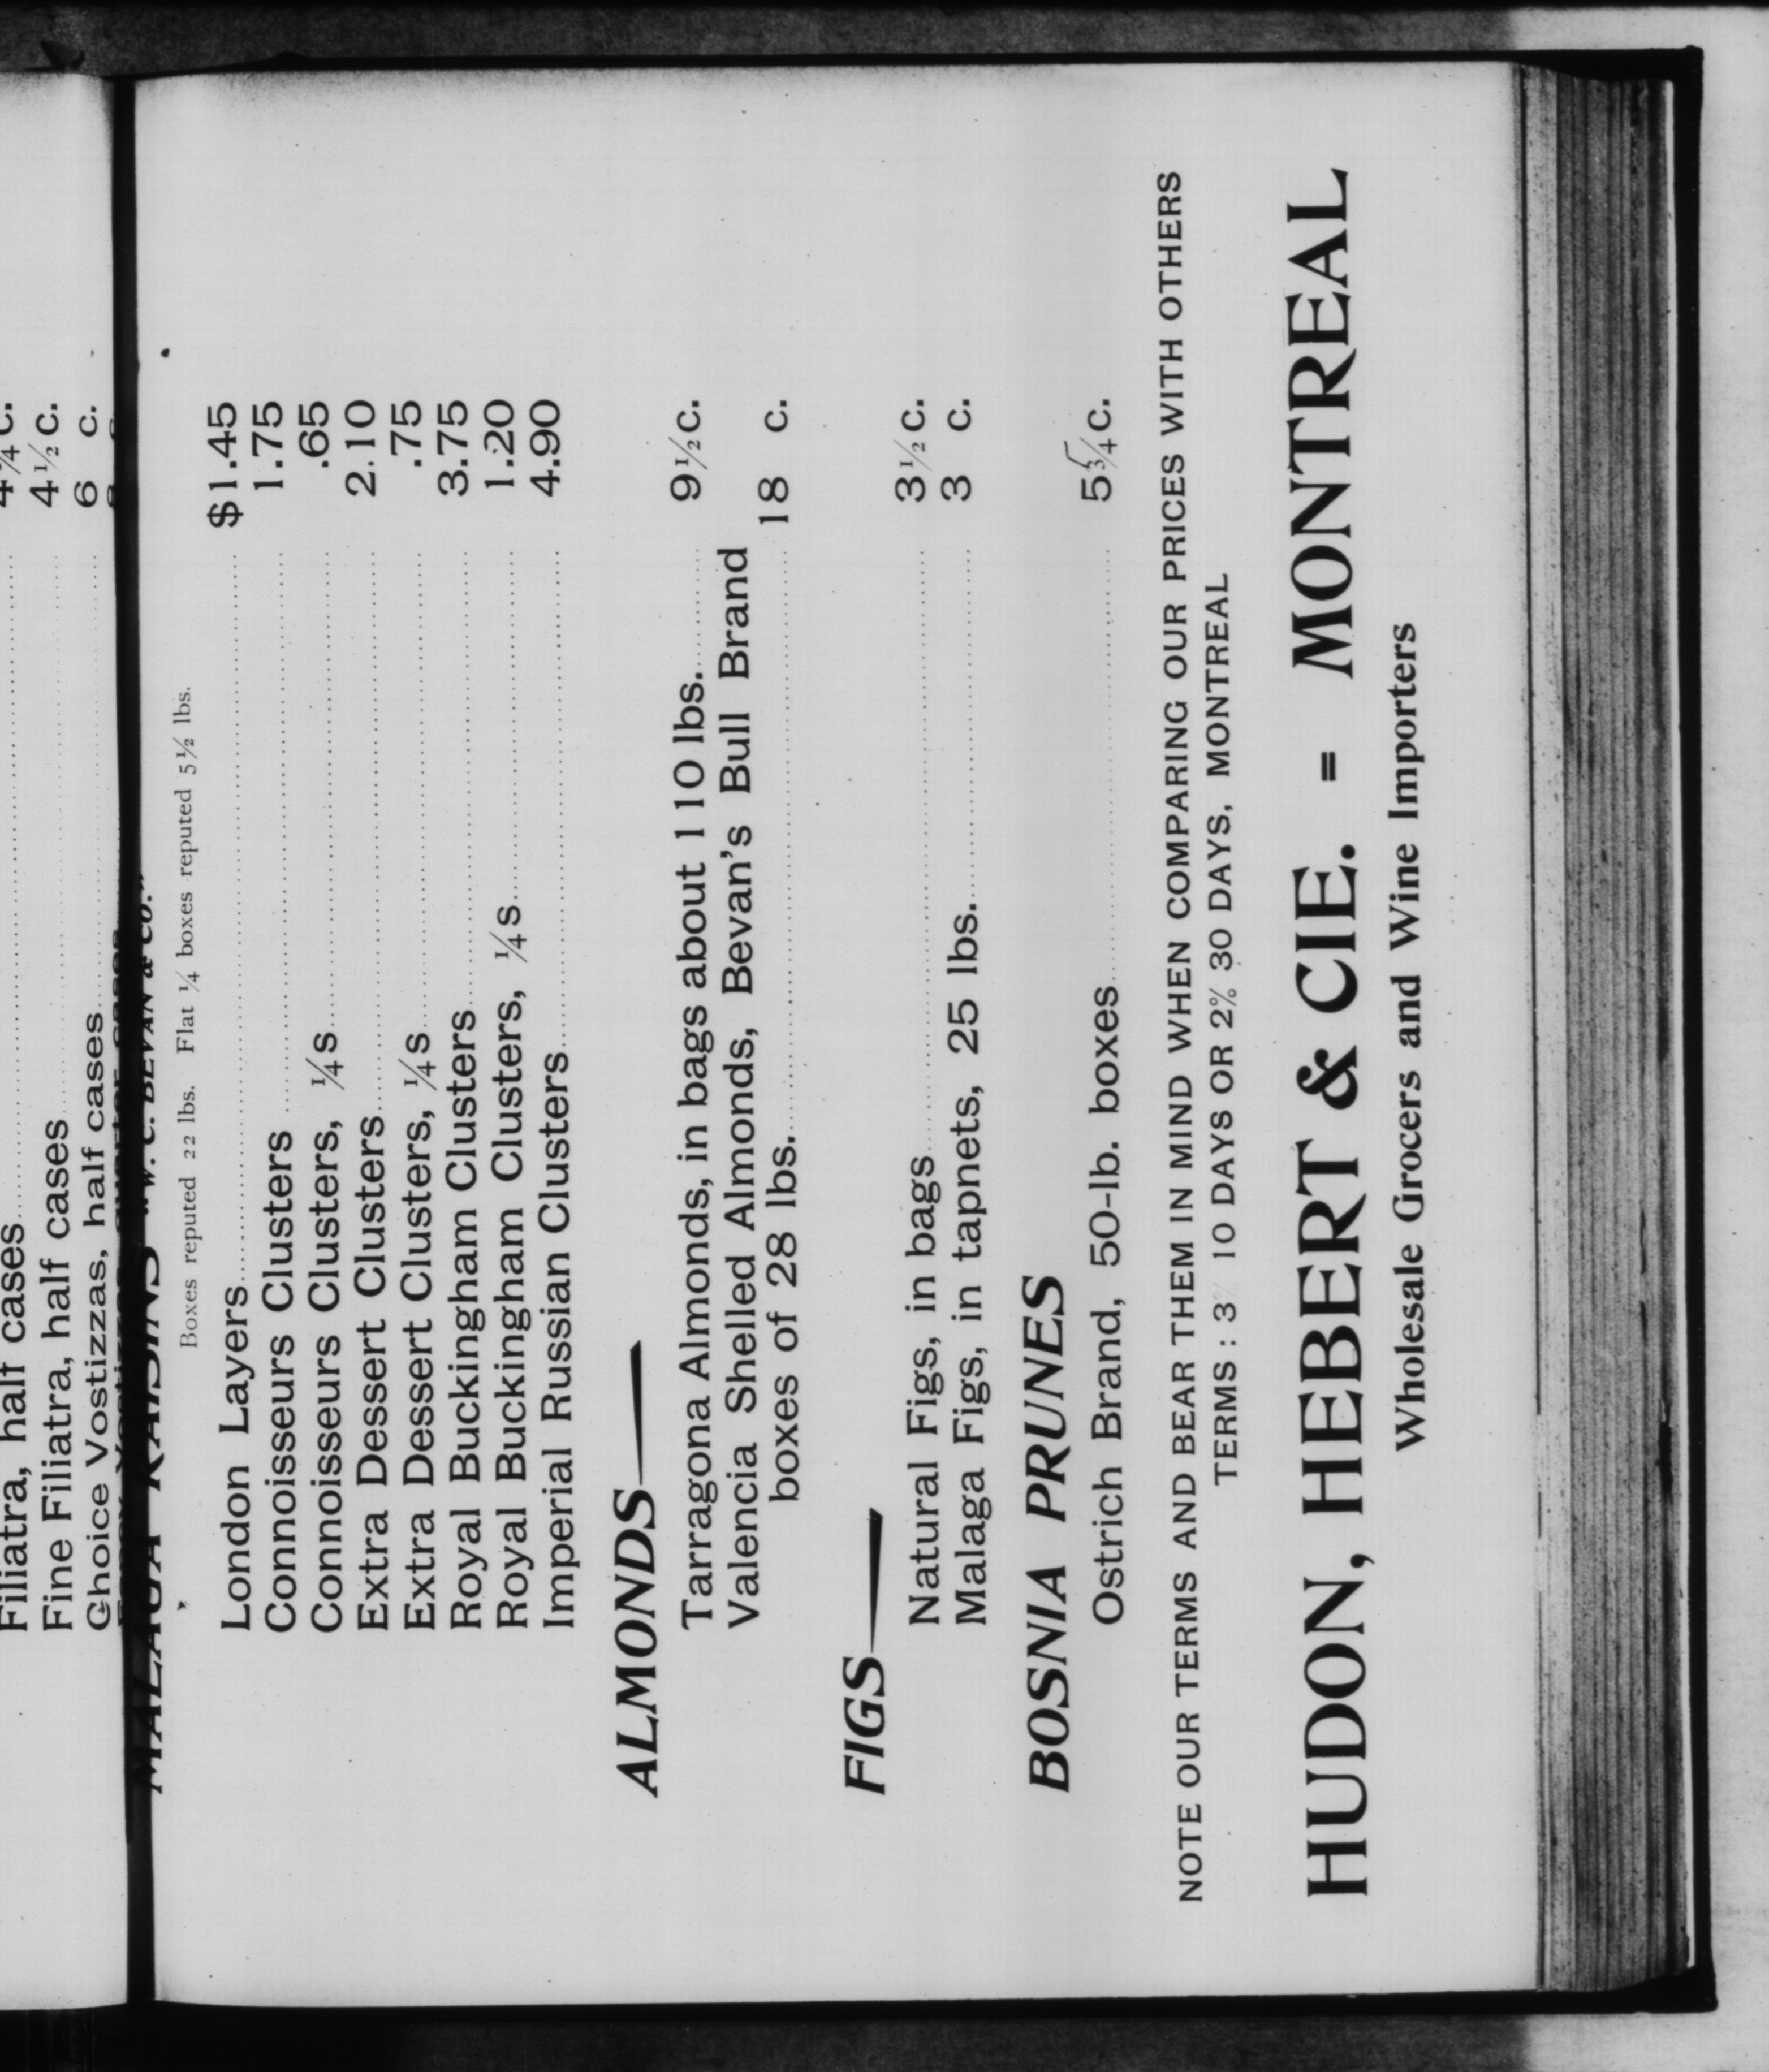 Filiatra, half cases
Fine Filiatra, half cases 4½ c.
Choice Vostizzas, half cases 6 c.
MALAGA RAISINS "W. C. BEVAN & CO."
Boxes reputed 22 lbs. Flat ¼ boxes reputed 5½ lbs.
London Layers $1.45
Connoisseurs Clusters 1.75
Connoisseurs Clusters, ¼s .65
Extra Dessert Clusters 2.10
Extra Dessert Clusters, ¼s .75
Royal Buckingham Clusters 3.75
Royal Buckingham Clusters, ¼s 1.20
Imperial Russian Clusters 4.90
ALMONDS—
Tarragona Almonds, in bags about 110 lbs. 9½c.
Valencia Shelled Almonds, Bevan's Bull Brand
boxes of 28 lbs. 18 c.
FIGS—
Natural Figs, in bags 3½ c.
Malaga Figs, in tapnets, 25 lbs. 3 c.
BOSNIA PRUNES
Ostrich Brand, 50-lb. boxes 5¾c.
NOTE OUR TERMS AND BEAR THEM IN MIND WHEN COMPARING OUR PRICES WITH OTHERS
TERMS : 3% 10 DAYS OR 2% 30 DAYS, MONTREAL
HUDON, HEBERT & CIE. = MONTREAL
Wholesale Grocers and Wine Importers